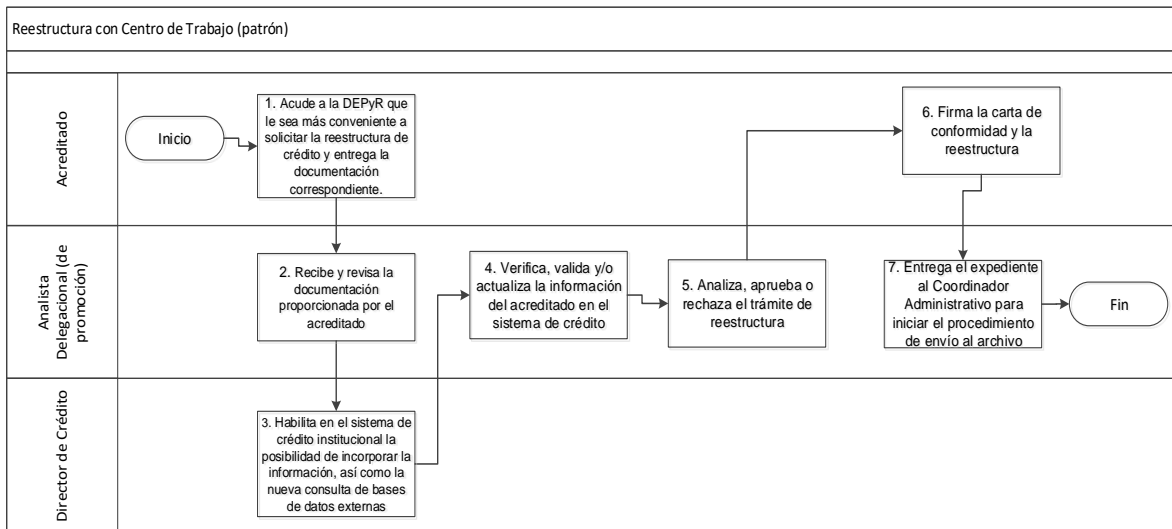 Reestructura con Centro de Trabajo (patrón)
Acreditado
Inicio
1. Acude a la DEPyR que
le sea más conveniente a
solicitar la reestructura de
crédito y entrega la
documentación
correspondiente.
6. Firma la carta de
conformidad y la
reestructura
Analista
Delegacional (de
promoción)
2. Recibe y revisa la
documentación
proporcionada por el
acreditado
4. Verifica, valida y/o
actualiza la información
del acreditado en el
sistema de crédito
5. Analiza, aprueba o
rechaza el trámite de
reestructura
7. Entrega el expediente
al Coordinador
Administrativo para
iniciar el procedimiento
de envío al archivo
Fin
Director de Crédito
3. Habilita en el sistema de
crédito institucional la
posibilidad de incorporar la
información, así como la
nueva consulta de bases
de datos externas